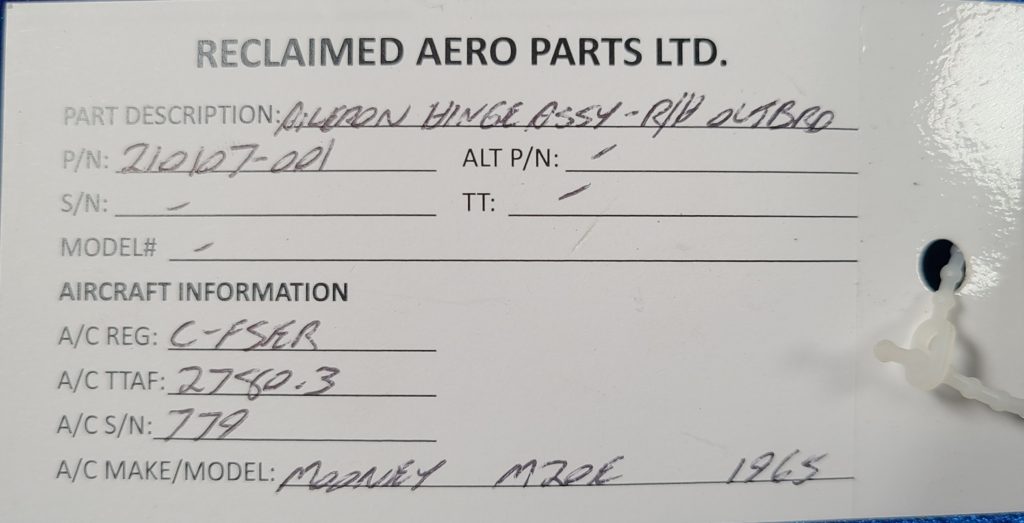 RECLAIMED AERO PARTS LTD.
PART DESCRIPTION: AILERON HINGE ASSY - R/H OUTBRD
P/N: 210107-001 ALT P/N: -
S/N: - TT: -
MODEL# -
AIRCRAFT INFORMATION
A/C REG: C-FSER
A/C TTAF: 2780.3
A/C S/N: 779
A/C MAKE/MODEL: MOONEY M20E 1965